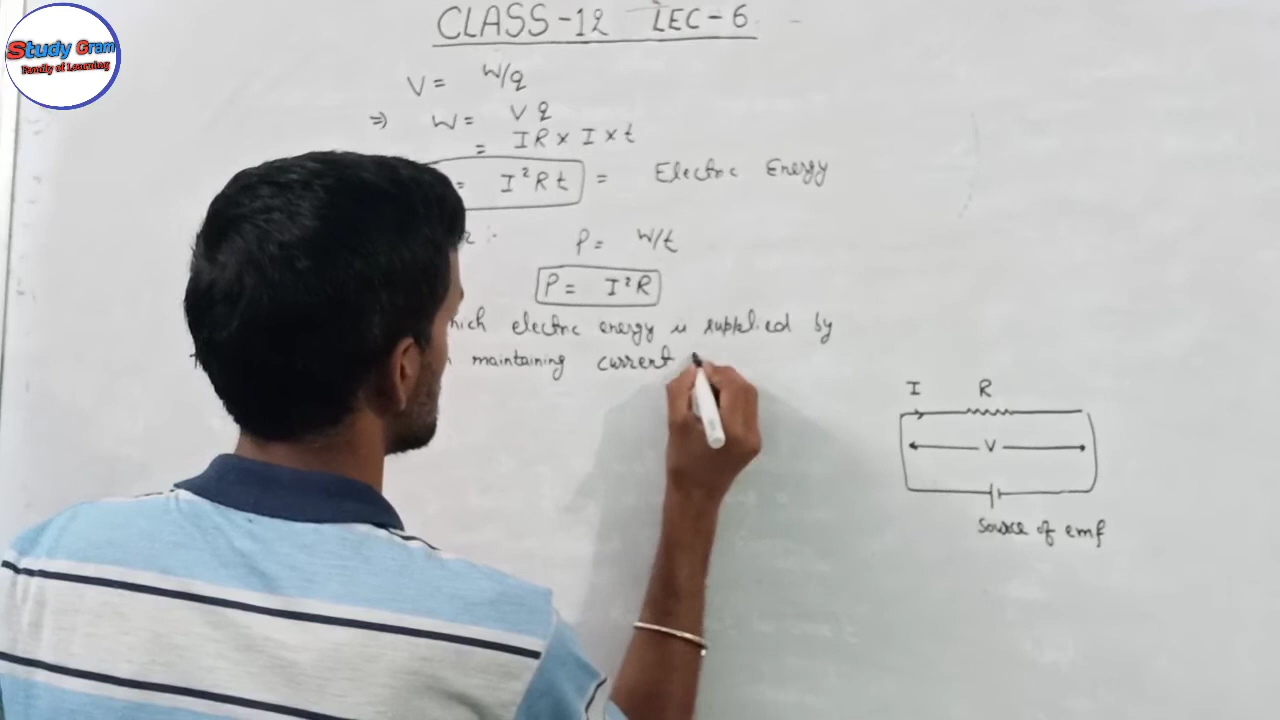 Study Gram
Family of Learning
CLASS-12 LEC-6
V = W/q
⇒ W = Vq
= IR × I × t
= I²Rt = Electric Energy
P = W/t
P = I²R
electric energy is supplied by
maintaining current
I R
V
Source of emf